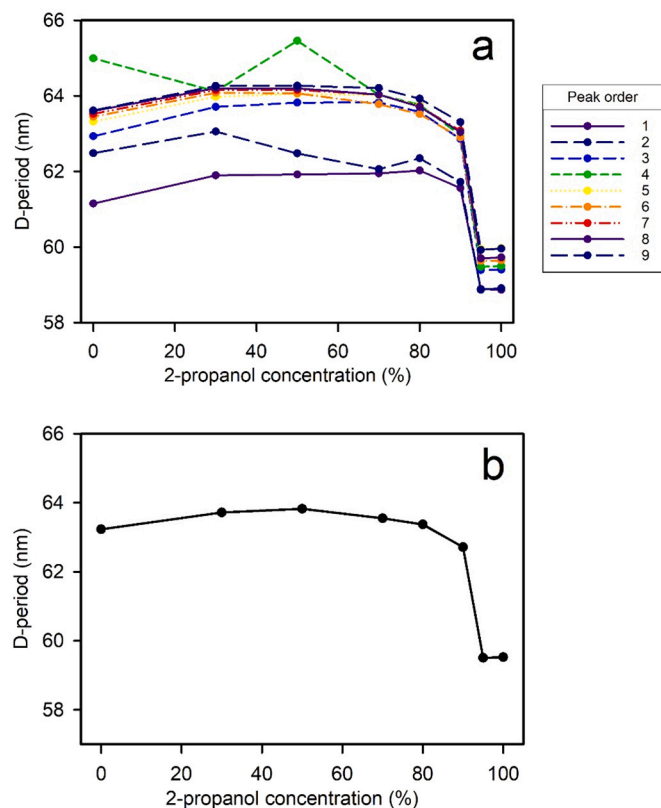 a
66
64
62
60
58
D-period (nm)
0 20 40 60 80 100
2-propanol concentration (%)
Peak order
1
2
3
4
5
6
7
8
9
b
66
64
62
60
58
D-period (nm)
0 20 40 60 80 100
2-propanol concentration (%)